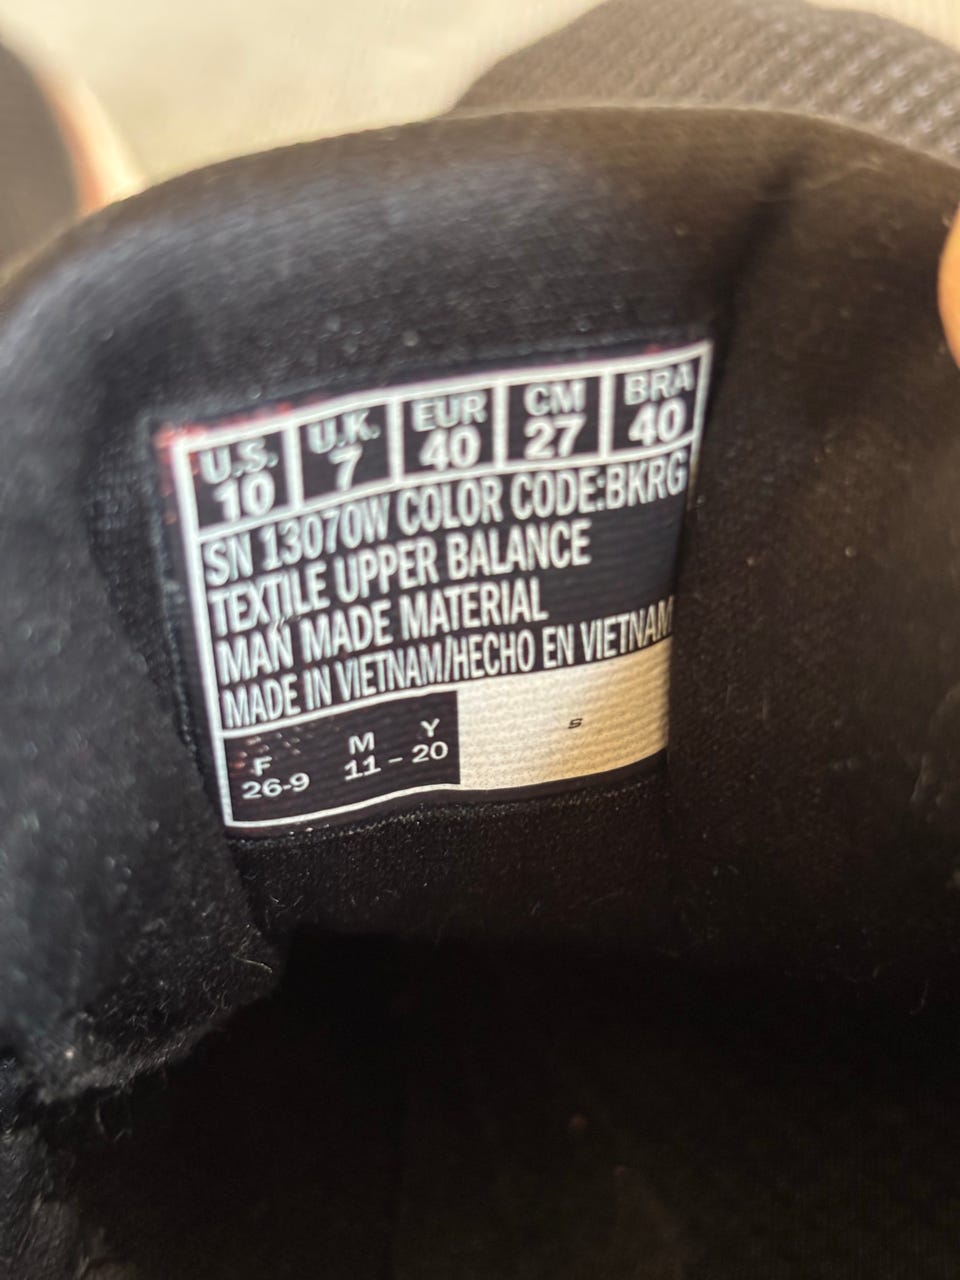 U.S. U.K. EUR CM BRA
10 7 40 27 40
SN 13070W COLOR CODE:BKRG
TEXTILE UPPER BALANCE
MAN MADE MATERIAL
MADE IN VIETNAM/HECHO EN VIETNAM
F M Y
26-9 11 - 20
s